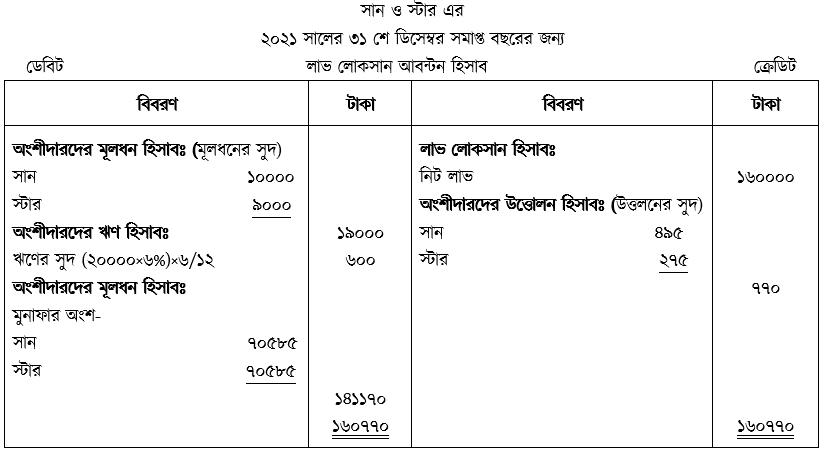 সান ও স্টার এর
২০২১ সালের ৩১ শে ডিসেম্বর সমাপ্ত বছরের জন্য
ডেবিট লাভ লোকসান আবন্টন হিসাব ক্রেডিট
বিবরণ টাকা বিবরণ টাকা
অংশীদারদের মূলধন হিসাবঃ (মূলধনের সুদ) লাভ লোকসান হিসাবঃ
সান ১০০০০ নিট লাভ ১৬০০০০
স্টার ৯০০০ অংশীদারদের উত্তোলন হিসাবঃ (উত্তলনের সুদ)
অংশীদারদের ঋণ হিসাবঃ ১৯০০০ সান ৪৯৫
ঋণের সুদ (২০০০০×৬%)×৬/১২ ৬০০ স্টার ২৭৫
অংশীদারদের মূলধন হিসাবঃ ৭৭০
মুনাফার অংশ-
সান ৭০৫৮৫
স্টার ৭০৫৮৫
১৪১১৭০
১৬০৭৭০ ১৬০৭৭০